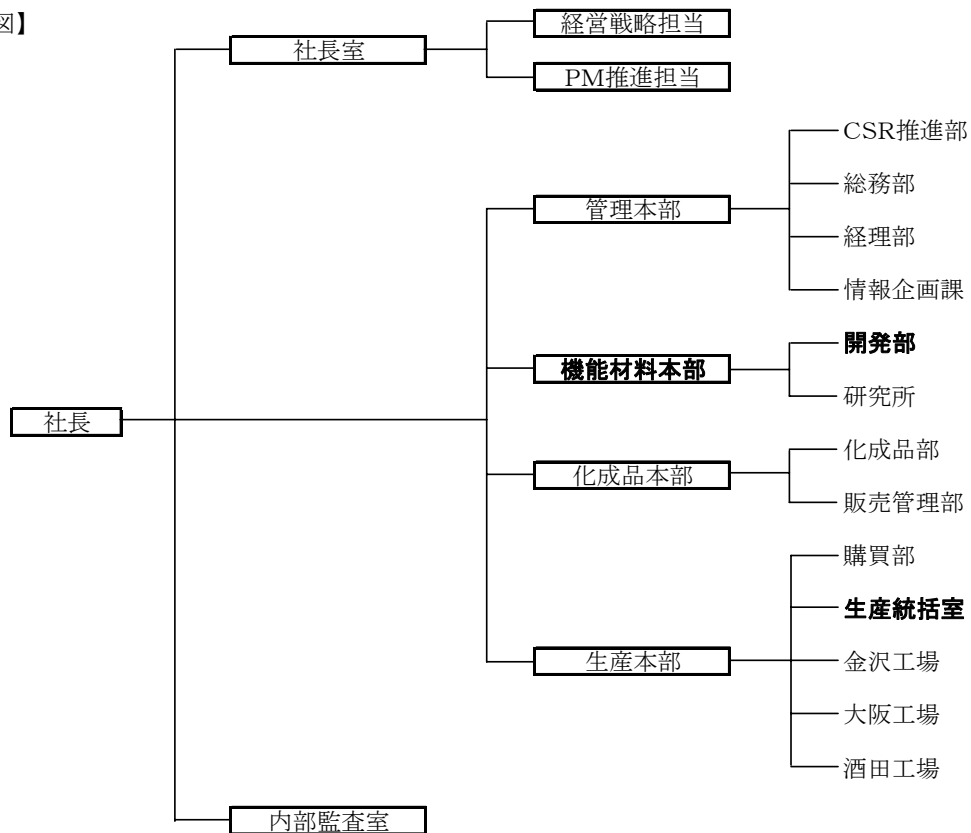 図】
社長室
経営戦略担当
PM推進担当
CSR推進部
総務部
管理本部
経理部
情報企画課
開発部
機能材料本部
研究所
社長
化成品部
化成品本部
販売管理部
購買部
生産統括室
生産本部
金沢工場
大阪工場
酒田工場
内部監査室